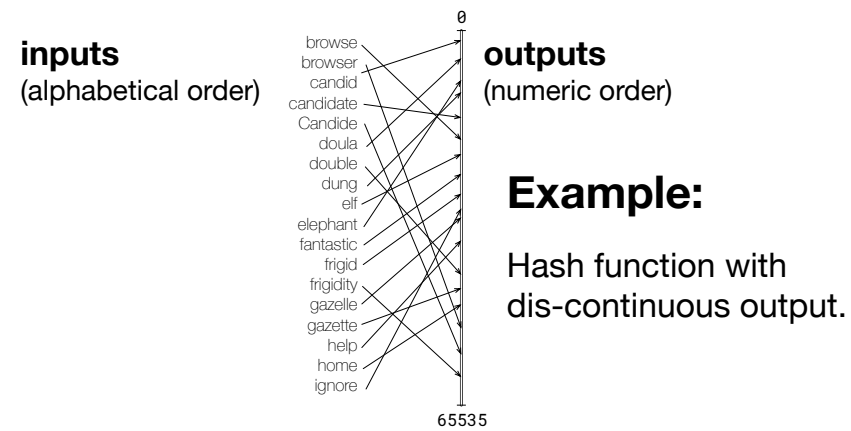 inputs
(alphabetical order)
browse
browser
candid
candidate
Candide
doula
double
dung
elf
elephant
fantastic
frigid
frigidity
gazelle
gazette
help
home
ignore
0
65535
outputs
(numeric order)
Example:
Hash function with
dis-continuous output.